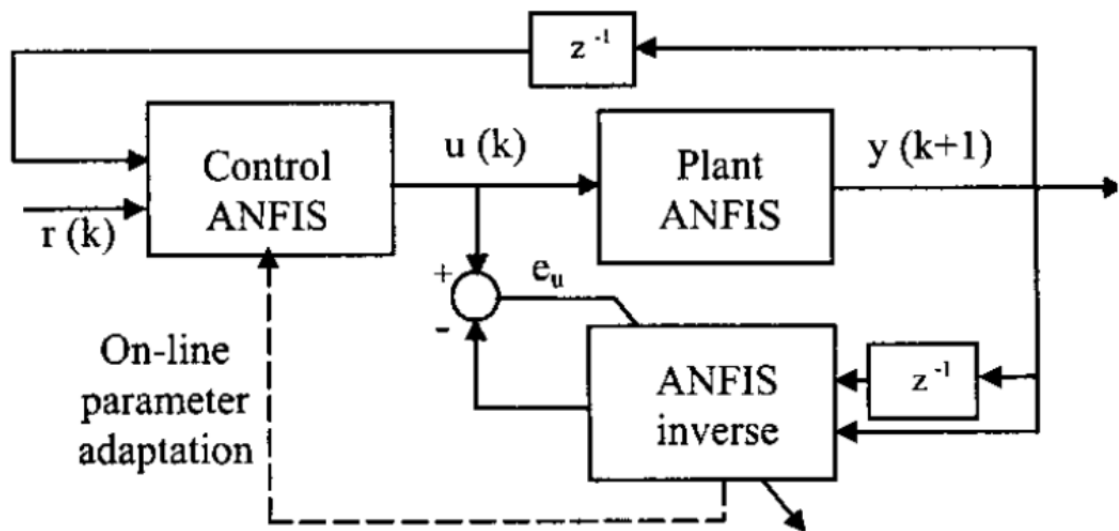 z -1
Control
ANFIS
u (k)
Plant
ANFIS
y (k+1)
r (k)
+
-
e_u
On-line
parameter
adaptation
ANFIS
inverse
z -1